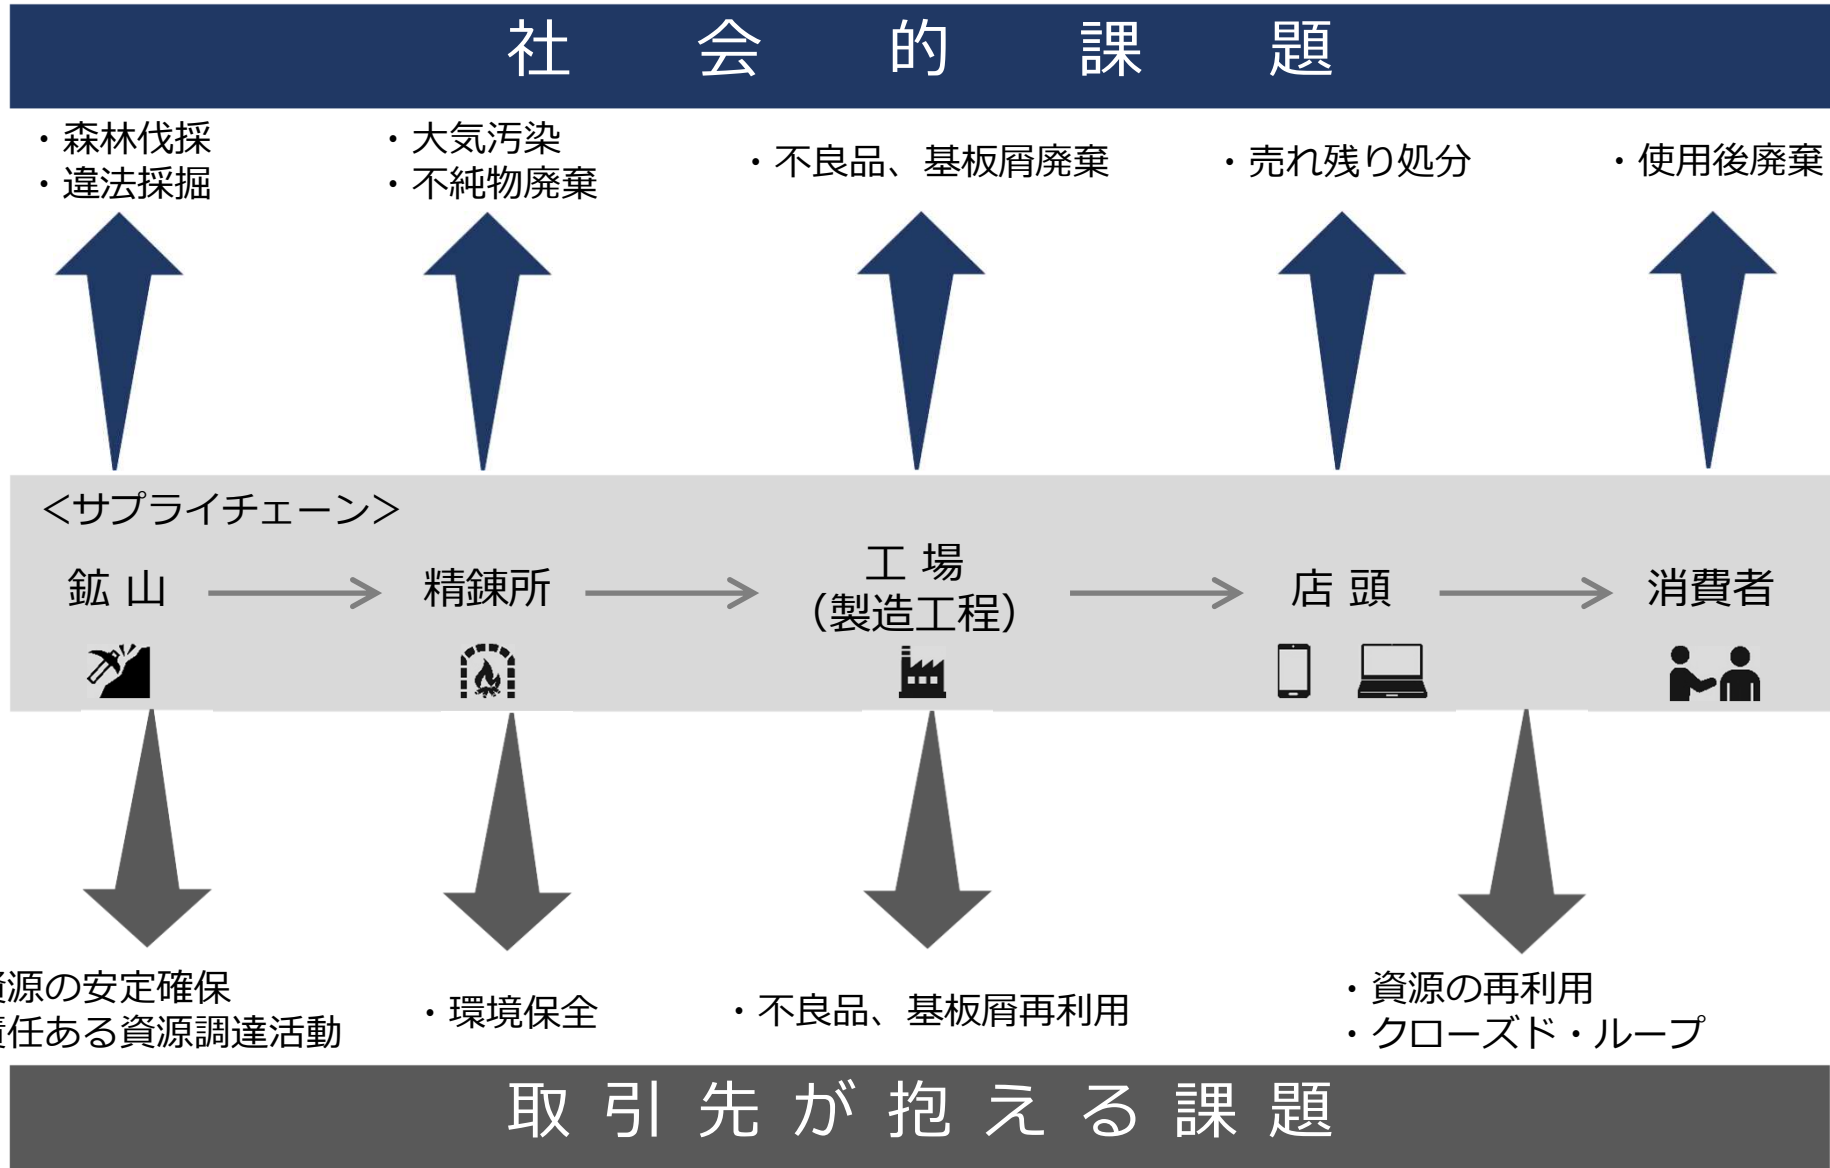 社会的課題
・森林伐採
・違法採掘
・大気汚染
・不純物廃棄
・不良品、基板屑廃棄
・売れ残り処分
・使用後廃棄
＜サプライチェーン＞
鉱山
精錬所
工場
（製造工程）
店頭
消費者
資源の安定確保
責任ある資源調達活動
・環境保全
・不良品、基板屑再利用
・資源の再利用
・クローズド・ループ
取引先が抱える課題